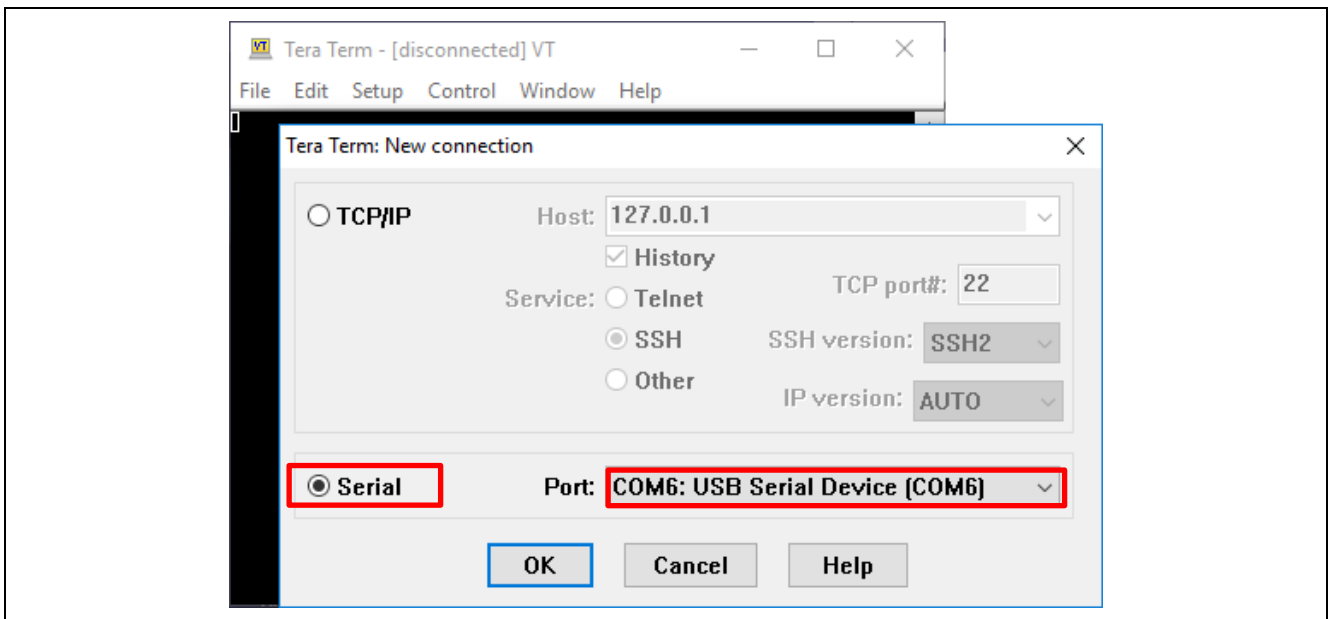 Tera Term - [disconnected] VT
File Edit Setup Control Window Help
Tera Term: New connection
TCP/IP Host: 127.0.0.1
History
Service: Telnet TCP port#: 22
SSH SSH version: SSH2
Other IP version: AUTO
Serial Port: COM6: USB Serial Device (COM6)
OK Cancel Help